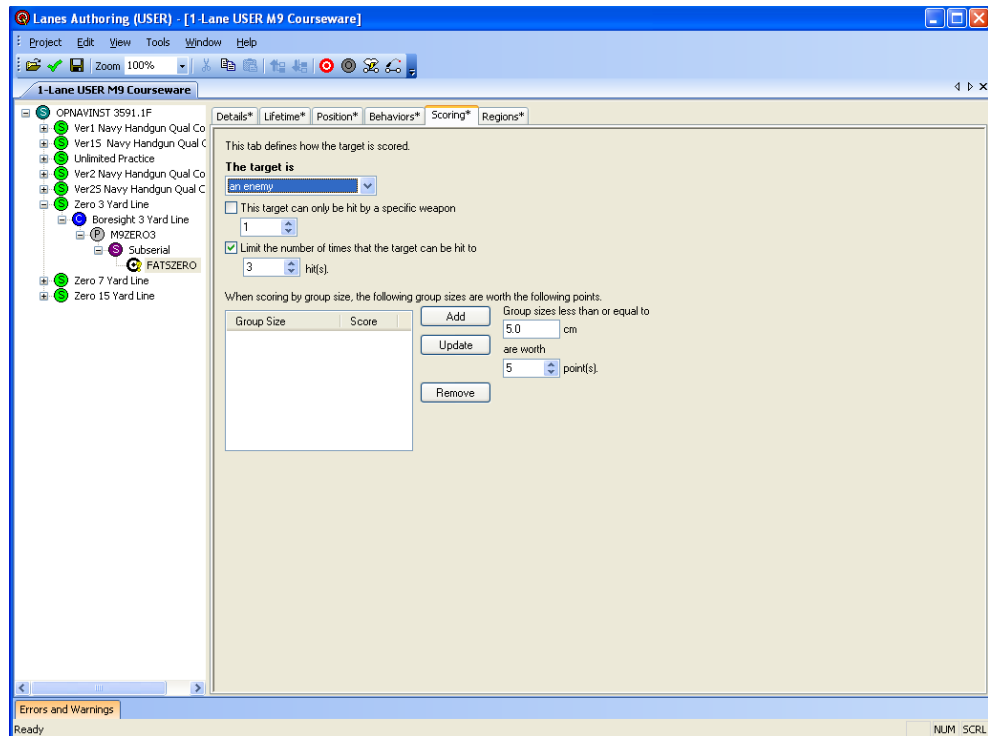 Lanes Authoring (USER) - [1-Lane USER M9 Courseware]
Project Edit View Tools Window Help
Zoom 100%
1-Lane USER M9 Courseware
OPNAVINST 3591.1F
Ver1 Navy Handgun Qual Co
Ver1S Navy Handgun Qual C
Unlimited Practice
Ver2 Navy Handgun Qual Co
Ver2S Navy Handgun Qual C
Zero 3 Yard Line
Boresight 3 Yard Line
M9ZERO3
Subserial
FATSZERO
Zero 7 Yard Line
Zero 15 Yard Line
Details* Lifetime* Position* Behaviors* Scoring* Regions*
This tab defines how the target is scored.
The target is
an enemy
This target can only be hit by a specific weapon
1
Limit the number of times that the target can be hit to
3 hit(s).
When scoring by group size, the following group sizes are worth the following points.
Group Size Score
Add
Update
Remove
Group sizes less than or equal to
5.0 cm
are worth
5 point(s).
Errors and Warnings
Ready NUM SCRL